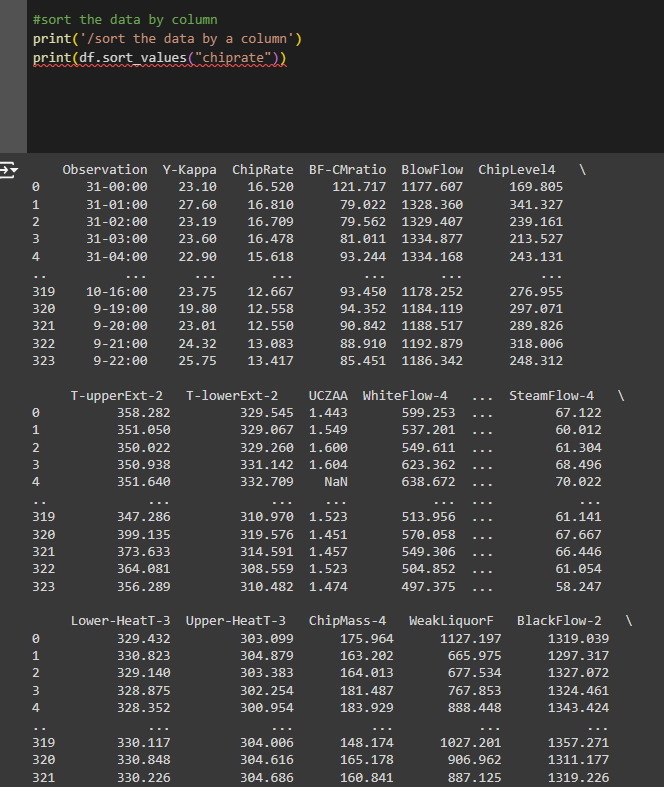 #sort the data by column
print('/sort the data by a column')
print(df.sort_values("chiprate"))
Observation Y-Kappa ChipRate BF-CMratio BlowFlow ChipLevel4 \
0 31-00:00 23.10 16.520 121.717 1177.607 169.805
1 31-01:00 27.60 16.810 79.022 1328.360 341.327
2 31-02:00 23.19 16.709 79.562 1329.407 239.161
3 31-03:00 23.60 16.478 81.011 1334.877 213.527
4 31-04:00 22.90 15.618 93.244 1334.168 243.131
.. ... ... ... ... ... ...
319 10-16:00 23.75 12.667 93.450 1178.252 276.955
320 9-19:00 19.80 12.558 94.352 1184.119 297.071
321 9-20:00 23.01 12.550 90.842 1188.517 289.826
322 9-21:00 24.32 13.083 88.910 1192.879 318.006
323 9-22:00 25.75 13.417 85.451 1186.342 248.312
T-upperExt-2 T-lowerExt-2 UCZAA WhiteFlow-4 ... SteamFlow-4 \
0 358.282 329.545 1.443 599.253 ... 67.122
1 351.050 329.067 1.549 537.201 ... 60.012
2 350.022 329.260 1.600 549.611 ... 61.304
3 350.938 331.142 1.604 623.362 ... 68.496
4 351.640 332.709 NaN 638.672 ... 70.022
.. ... ... ... ... ... ...
319 347.286 310.970 1.523 513.956 ... 61.141
320 399.135 319.576 1.451 570.058 ... 67.667
321 373.633 314.591 1.457 549.306 ... 66.446
322 364.081 308.559 1.523 504.852 ... 61.054
323 356.289 310.482 1.474 497.375 ... 58.247
Lower-HeatT-3 Upper-HeatT-3 ChipMass-4 WeakLiquorF BlackFlow-2 \
0 329.432 303.099 175.964 1127.197 1319.039
1 330.823 304.879 163.202 665.975 1297.317
2 329.140 303.383 164.013 677.534 1327.072
3 328.875 302.254 181.487 767.853 1324.461
4 328.352 300.954 183.929 888.448 1343.424
.. ... ... ... ... ...
319 330.117 304.006 148.174 1027.201 1357.271
320 330.848 304.616 165.178 906.962 1311.177
321 330.226 304.686 160.841 887.125 1319.226